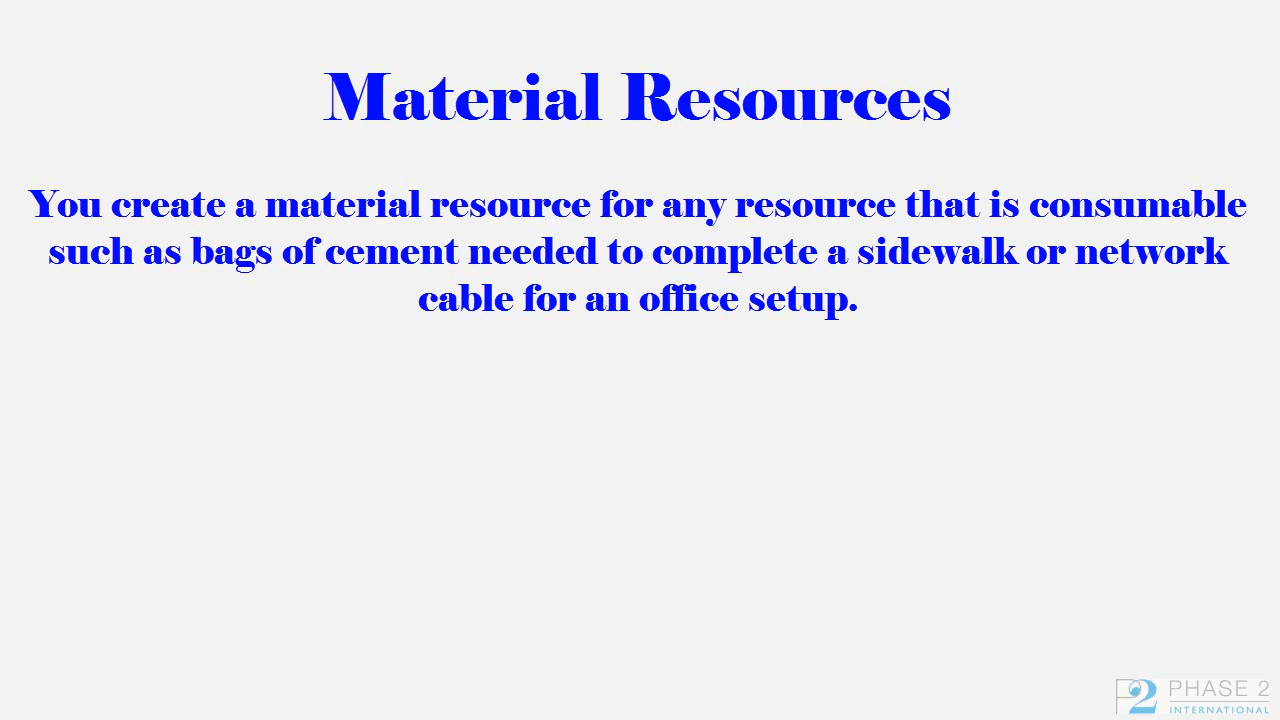 Material Resources
You create a material resource for any resource that is consumable
such as bags of cement needed to complete a sidewalk or network
cable for an office setup.
P2 PHASE 2
INTERNATIONAL